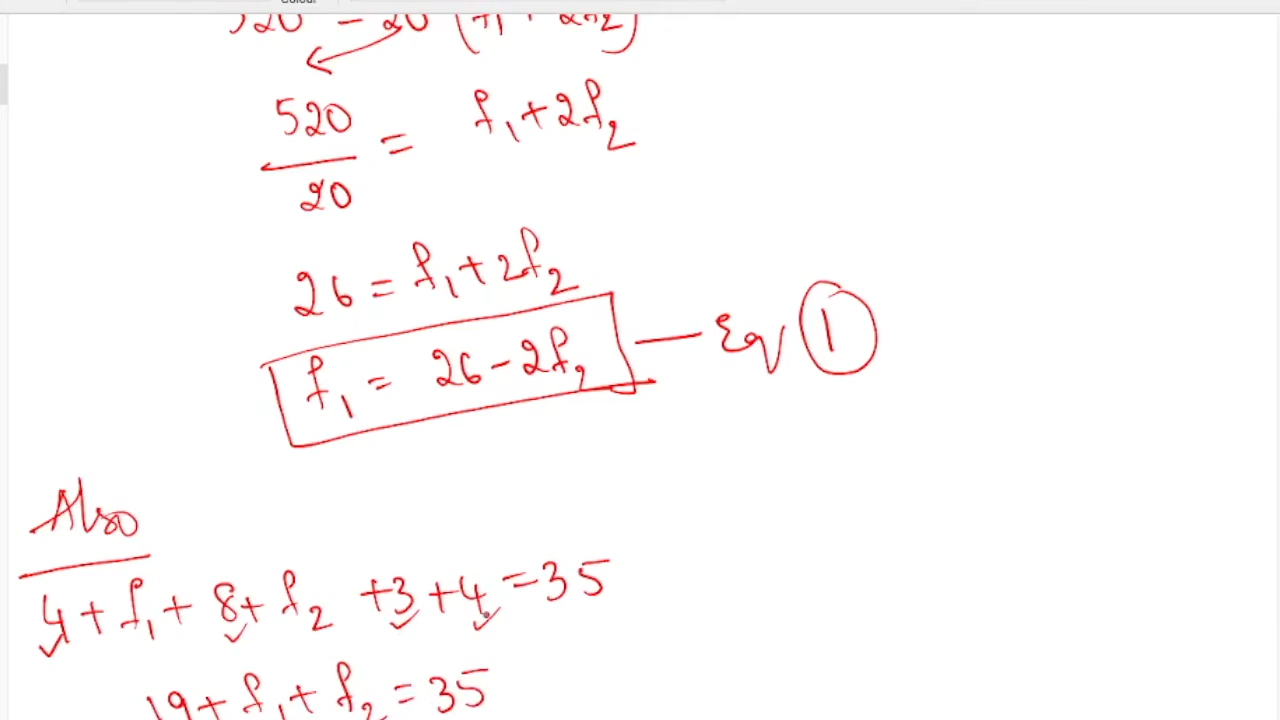 520
20
= f₁+2f₂
26 = f₁+2f₂
f₁ = 26-2f₂ — Eq 1
Also
4+f₁+8+f₂ +3+4=35
19+f₁+f₂=35